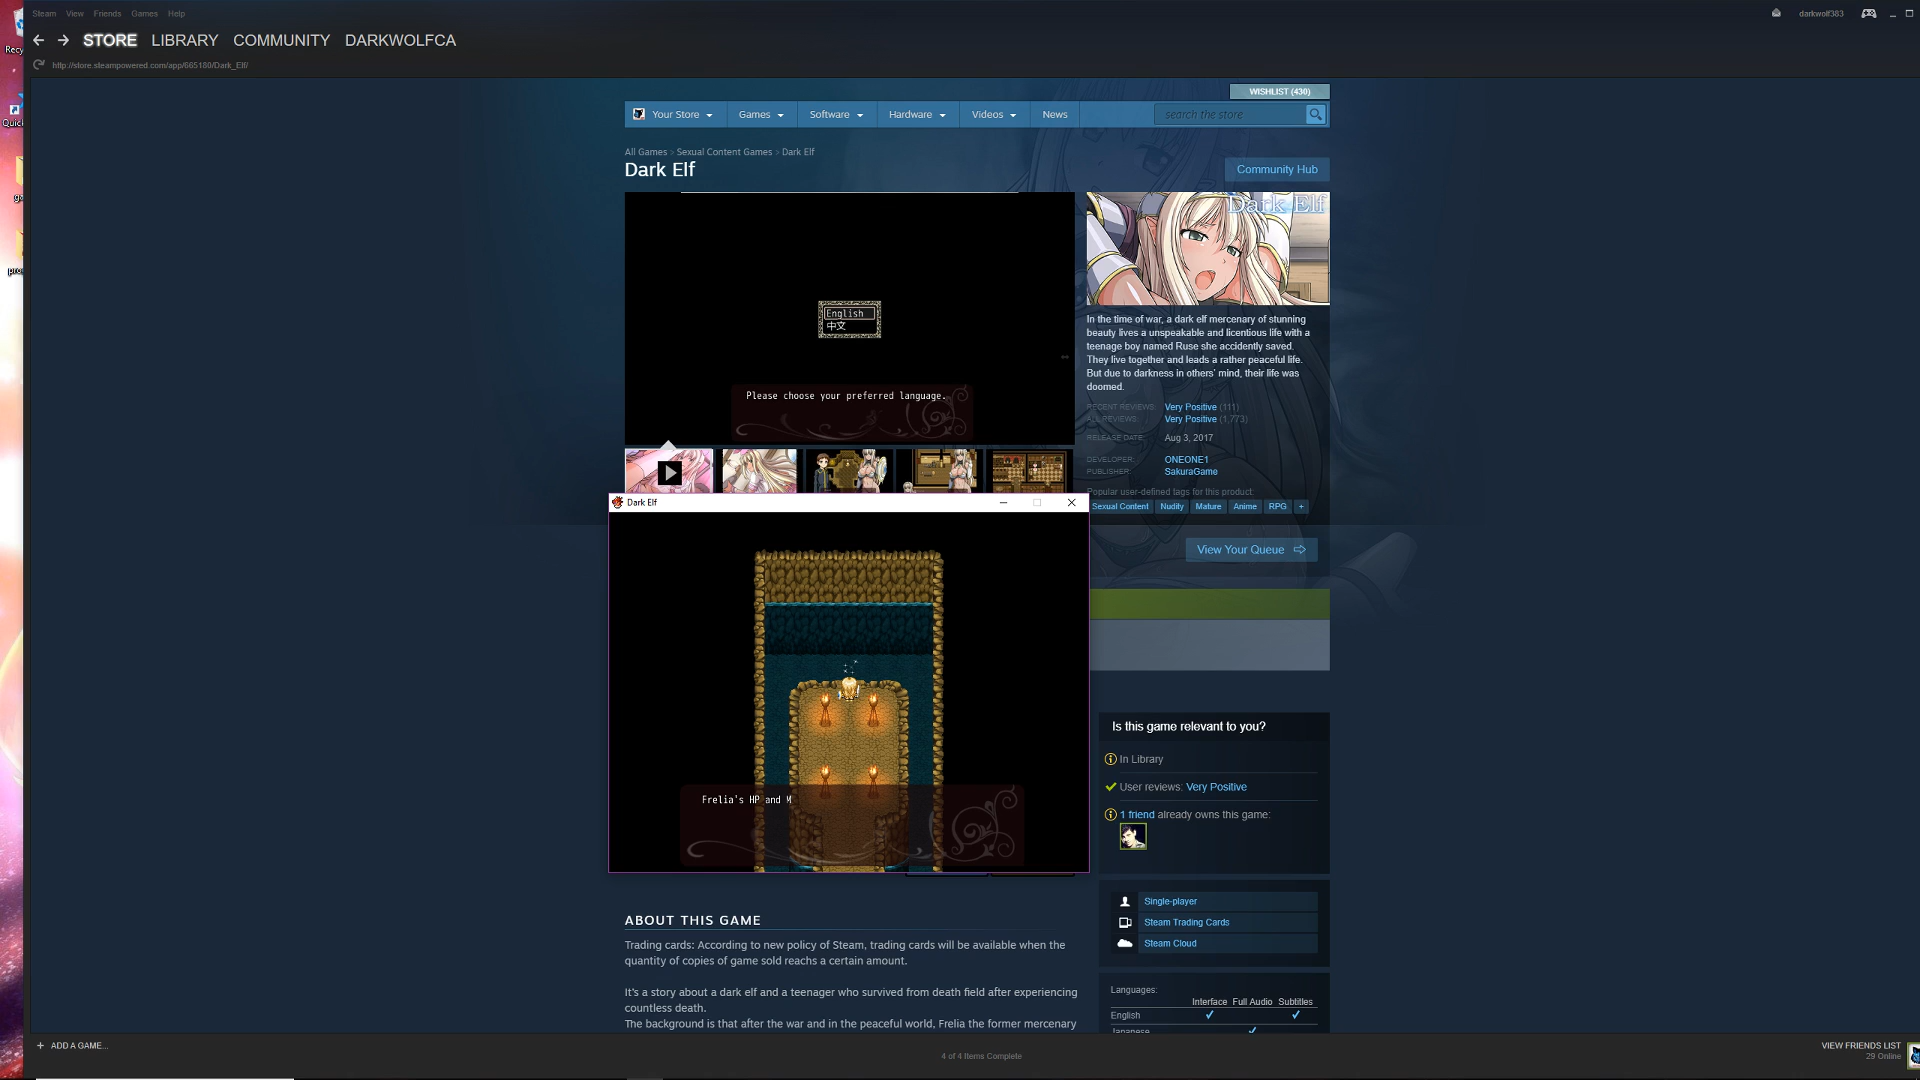 Steam View Friends Games Help
darkwolf383
STORE LIBRARY COMMUNITY DARKWOLFCA
http://store.steampowered.com/app/665180/Dark_Elf/
WISHLIST (430)
Your Store Games Software Hardware Videos News search the store
All Games > Sexual Content Games > Dark Elf
Dark Elf
Community Hub
English
中文
Please choose your preferred language.
Dark Elf
In the time of war, a dark elf mercenary of stunning
beauty lives a unspeakable and licentious life with a
teenage boy named Ruse she accidently saved.
They live together and leads a rather peaceful life.
But due to darkness in others' mind, their life was
doomed.
RECENT REVIEWS: Very Positive (111)
ALL REVIEWS: Very Positive (1,773)
RELEASE DATE: Aug 3, 2017
DEVELOPER: ONEONE1
PUBLISHER: SakuraGame
Popular user-defined tags for this product:
Sexual Content Nudity Mature Anime RPG +
View Your Queue
Dark Elf
Frelia's HP and M
Is this game relevant to you?
In Library
User reviews: Very Positive
1 friend already owns this game:
Single-player
Steam Trading Cards
Steam Cloud
Languages:
Interface Full Audio Subtitles
English
Japanese
ABOUT THIS GAME
Trading cards: According to new policy of Steam, trading cards will be available when the
quantity of copies of game sold reachs a certain amount.
It's a story about a dark elf and a teenager who survived from death field after experiencing
countless death.
The background is that after the war and in the peaceful world, Frelia the former mercenary
+ ADD A GAME...
4 of 4 Items Complete
VIEW FRIENDS LIST
29 Online